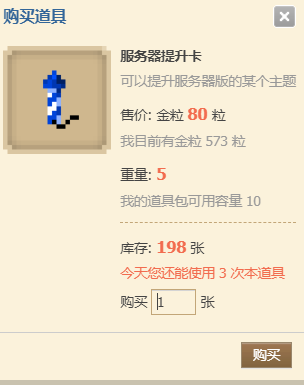 购买道具
服务器提升卡
可以提升服务器版的某个主题
售价: 金粒 80 粒
我目前有金粒 573 粒
重量: 5
我的道具包可用容量 10
库存: 198 张
今天您还能使用 3 次本道具
购买 1 张
购买